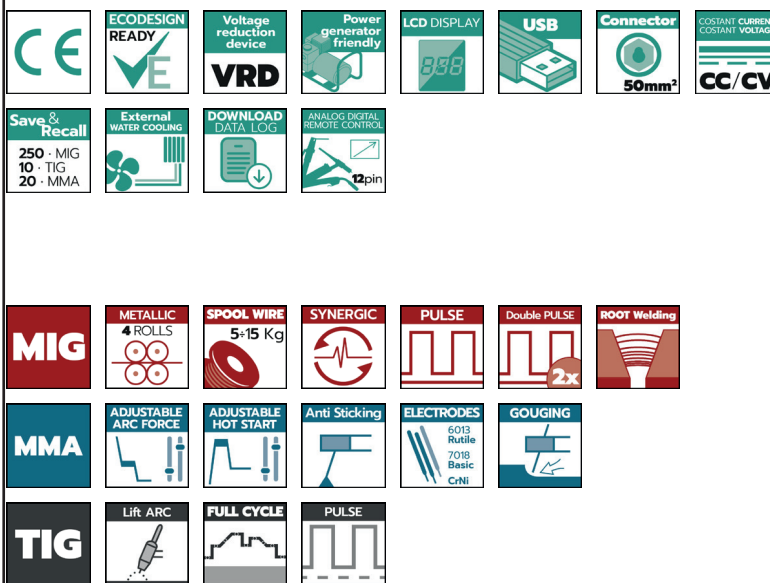 CE
ECODESIGN
READY
E
Voltage
reduction
device
VRD
Power
generator
friendly
LCD DISPLAY
888
USB
Connector
50mm²
COSTANT CURREN
COSTANT VOLTAG
CC/CV
Save &
Recall
250 · MIG
10 · TIG
20 · MMA
External
WATER COOLING
DOWNLOAD
DATA LOG
ANALOG DIGITAL
REMOTE CONTROL
12pin
MIG
METALLIC
4 ROLLS
SPOOL WIRE
5÷15 Kg
SYNERGIC
PULSE
Double PULSE
2x
ROOT Welding
MMA
ADJUSTABLE
ARC FORCE
ADJUSTABLE
HOT START
Anti Sticking
ELECTRODES
6013
Rutile
7018
Basic
CrNi
GOUGING
TIG
Lift ARC
FULL CYCLE
PULSE